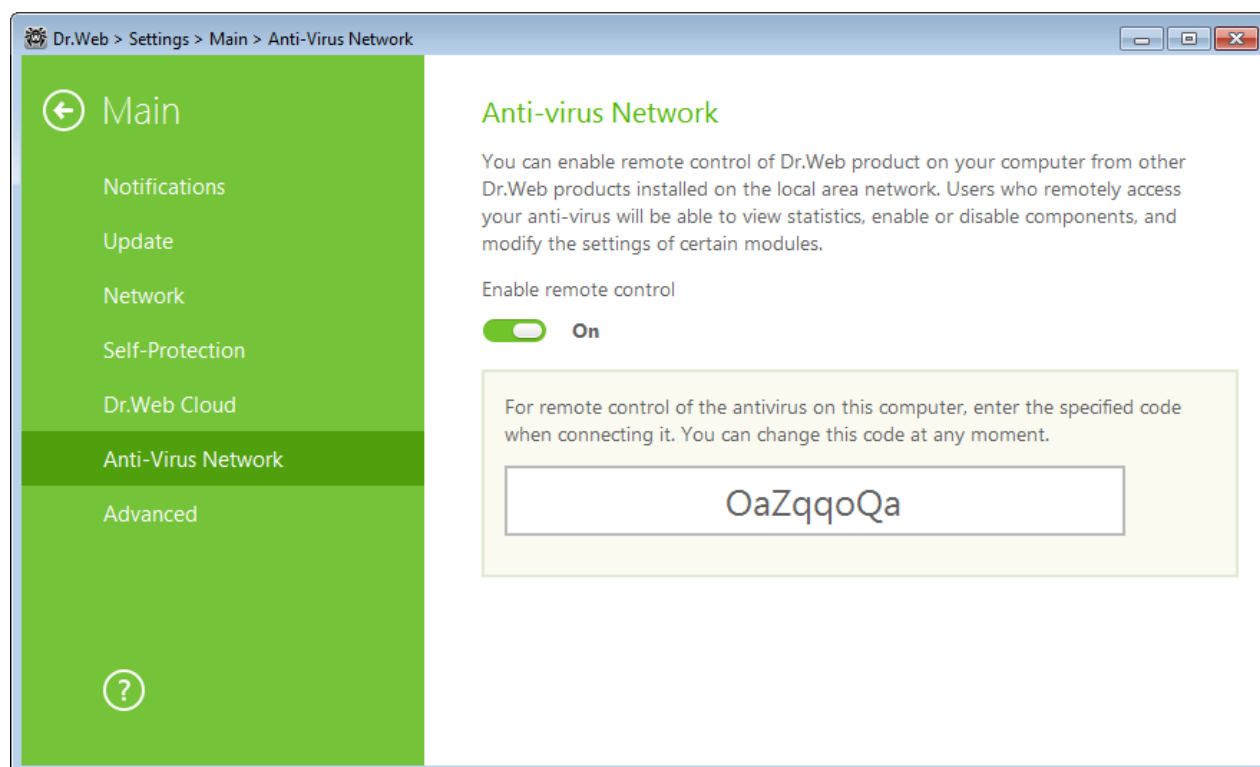 Dr.Web > Settings > Main > Anti-Virus Network
Main
Notifications
Update
Network
Self-Protection
Dr.Web Cloud
Anti-Virus Network
Advanced
?
Anti-virus Network
You can enable remote control of Dr.Web product on your computer from other
Dr.Web products installed on the local area network. Users who remotely access
your anti-virus will be able to view statistics, enable or disable components, and
modify the settings of certain modules.
Enable remote control
On
For remote control of the antivirus on this computer, enter the specified code
when connecting it. You can change this code at any moment.
OaZqqoQa